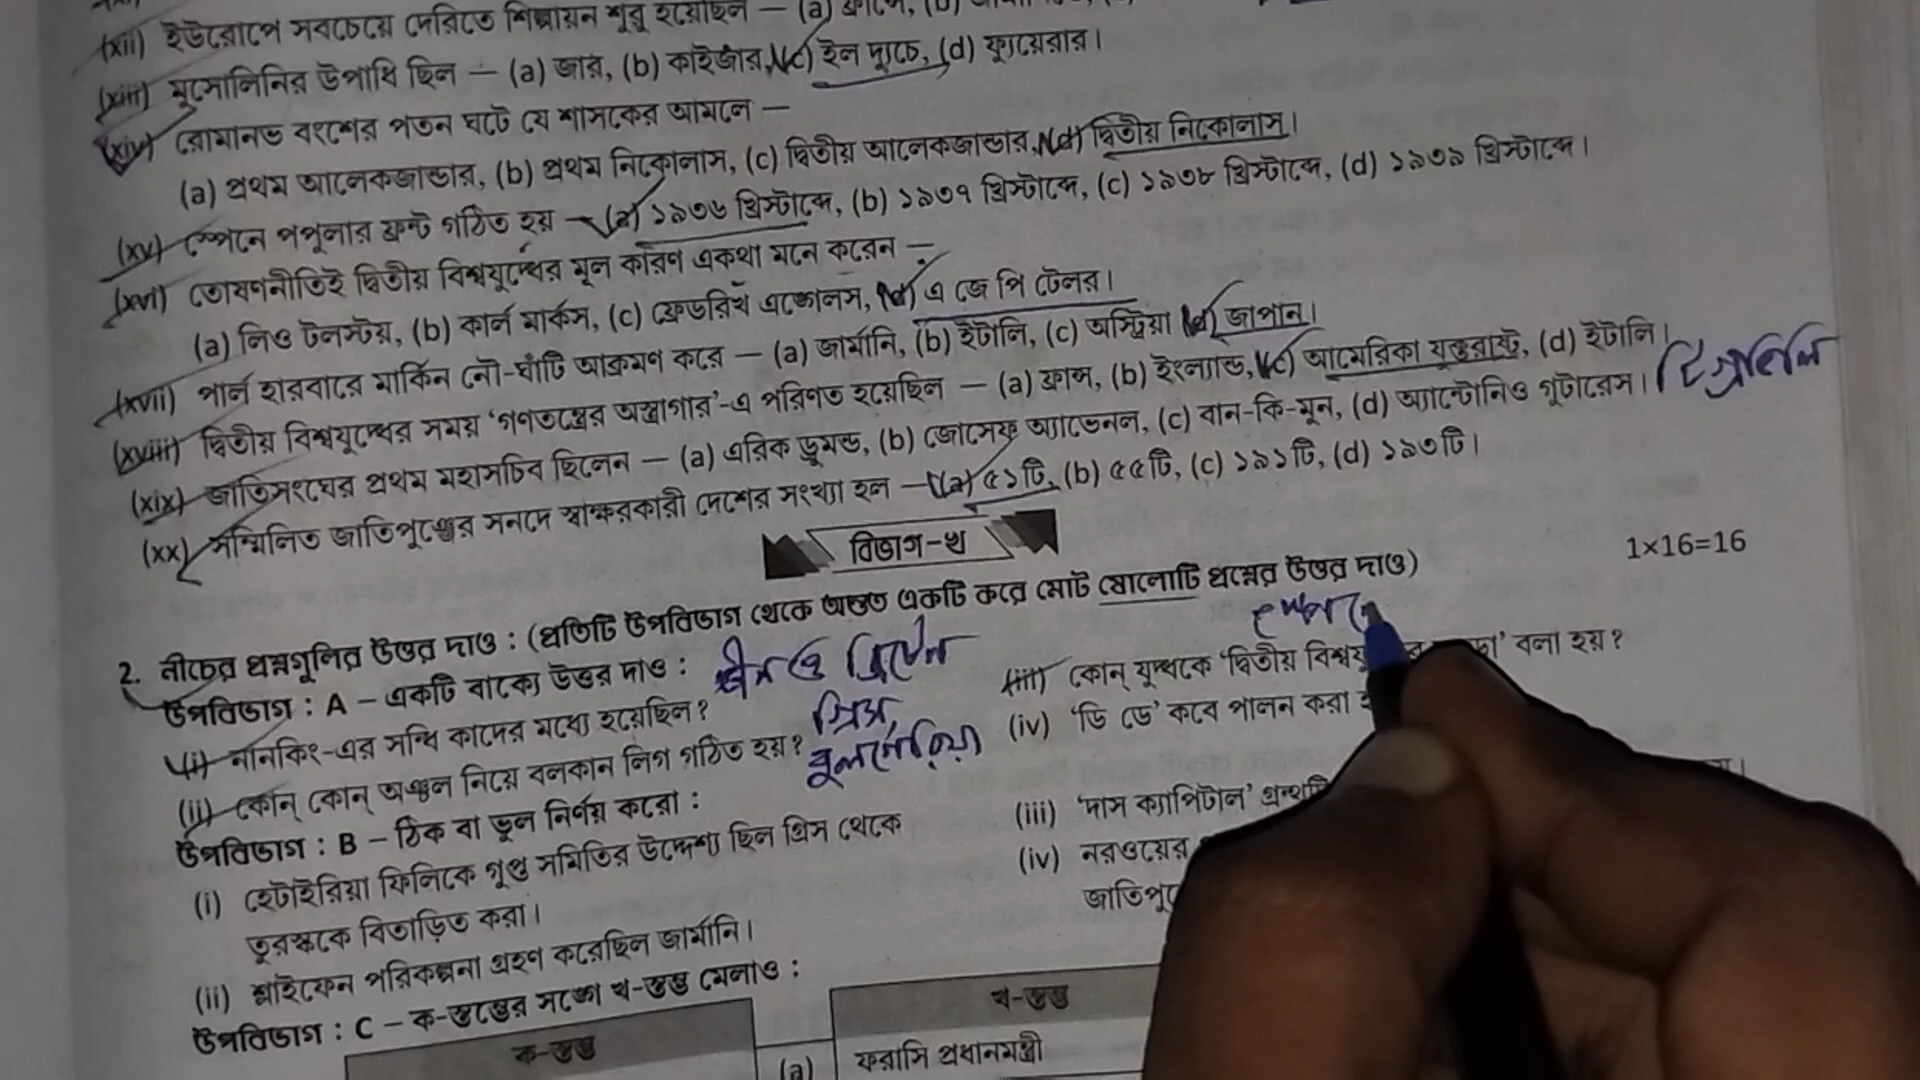 (xii) ইউরোপে সবচেয়ে দেরিতে শিল্পায়ন শুরু হয়েছিল — (a) ফ্রান্সে, (b)
(xiii) মুসোলিনির উপাধি ছিল — (a) জার, (b) কাইজার, (c) ইল দ্যুচে, (d) ফ্যুয়েরার।
(xiv) রোমানভ বংশের পতন ঘটে যে শাসকের আমলে —
(a) প্রথম আলেকজান্ডার, (b) প্রথম নিকোলাস, (c) দ্বিতীয় আলেকজান্ডার, (d) দ্বিতীয় নিকোলাস।
(xv) স্পেনে পপুলার ফ্রন্ট গঠিত হয় — (a) ১৯৩৬ খ্রিস্টাব্দে, (b) ১৯৩৭ খ্রিস্টাব্দে, (c) ১৯৩৮ খ্রিস্টাব্দে, (d) ১৯৩৯ খ্রিস্টাব্দে।
(xvi) তোষণনীতিই দ্বিতীয় বিশ্বযুদ্ধের মূল কারণ একথা মনে করেন —
(a) লিও টলস্টয়, (b) কার্ল মার্কস, (c) ফ্রেডরিখ এঙ্গেলস, (d) এ জে পি টেলর।
(xvii) পার্ল হারবারে মার্কিন নৌ-ঘাঁটি আক্রমণ করে — (a) জার্মানি, (b) ইটালি, (c) অস্ট্রিয়া (d) জাপান।
(xviii) দ্বিতীয় বিশ্বযুদ্ধের সময় ‘গণতন্ত্রের অস্ত্রাগার’-এ পরিণত হয়েছিল — (a) ফ্রান্স, (b) ইংল্যান্ড, (c) আমেরিকা যুক্তরাষ্ট্র, (d) ইটালি।
(xix) জাতিসংঘের প্রথম মহাসচিব ছিলেন — (a) এরিক ড্রুমন্ড, (b) জোসেফ অ্যাভেনল, (c) বান-কি-মুন, (d) অ্যান্টোনিও গুটারেস।
(xx) সম্মিলিত জাতিপুঞ্জের সনদে স্বাক্ষরকারী দেশের সংখ্যা হল — (a) ৫১টি, (b) ৫৫টি, (c) ১৯১টি, (d) ১৯৩টি।
বিভাগ-খ
2. নীচের প্রশ্নগুলির উত্তর দাও : (প্রতিটি উপবিভাগ থেকে অন্তত একটি করে মোট ষোলোটি প্রশ্নের উত্তর দাও) 1×16=16
উপবিভাগ : A – একটি বাক্যে উত্তর দাও :
চীন ও ব্রিটেন
(i) নানকিং-এর সন্ধি কাদের মধ্যে হয়েছিল?
গ্রিস,
(ii) কোন্ কোন্ অঞ্চল নিয়ে বলকান লিগ গঠিত হয়?
বুলগেরিয়া
(iii) কোন্ যুদ্ধকে ‘দ্বিতীয় বিশ্বযু বলা হয়?
(iv) ‘ডি ডে’ কবে পালন করা
উপবিভাগ : B – ঠিক বা ভুল নির্ণয় করো :
(i) হেটাইরিয়া ফিলিকে গুপ্ত সমিতির উদ্দেশ্য ছিল গ্রিস থেকে
তুরস্ককে বিতাড়িত করা।
(ii) শ্লাইফেন পরিকল্পনা গ্রহণ করেছিল জার্মানি।
(iii) ‘দাস ক্যাপিটাল’
(iv) নরওয়ের
উপবিভাগ : C – ক-স্তম্ভের সঙ্গে খ-স্তম্ভ মেলাও :
ক-স্তম্ভ
খ-স্তম্ভ
(a) ফরাসি প্রধানমন্ত্রী